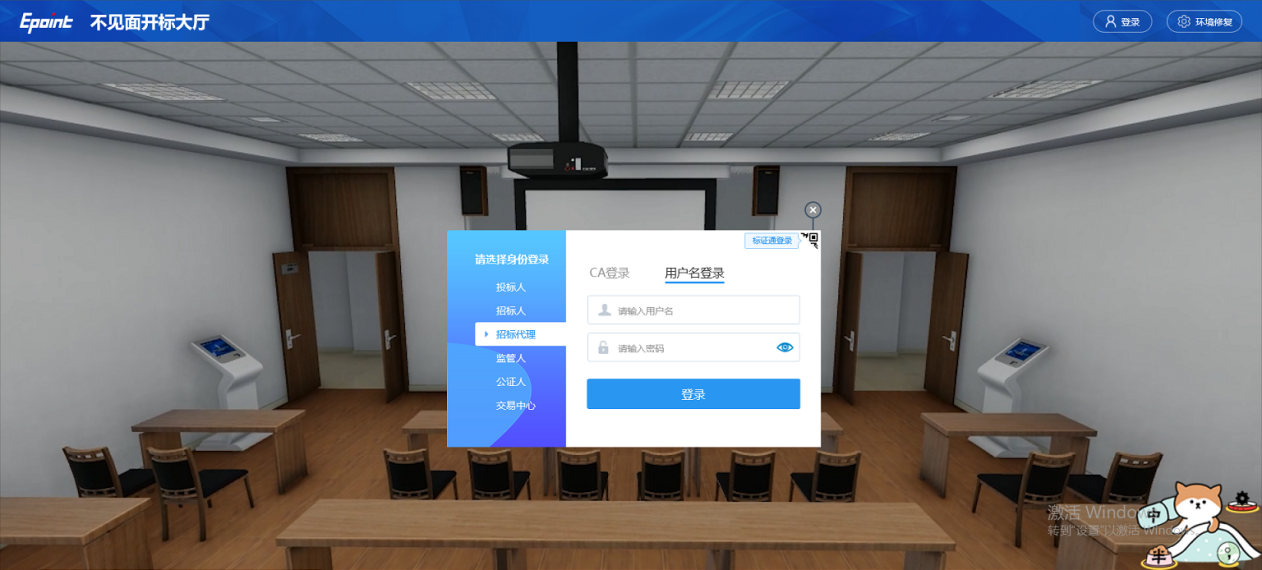 Epoint 不见面开标大厅
登录 环境修复
标证通登录
请选择身份登录
CA登录 用户名登录
投标人
招标人
请输入用户名
招标代理
请输入密码
监管人
公证人
登录
交易中心
激活 Windows
转到"设置"以激活 Windows。
中
半